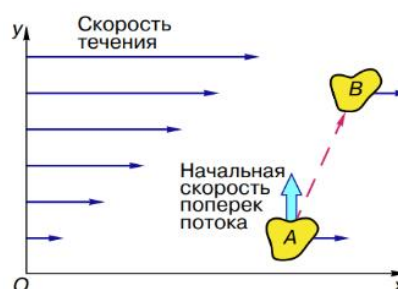 y
Скорость
течения
B
Начальная
скорость
поперек
потока
A
O
x